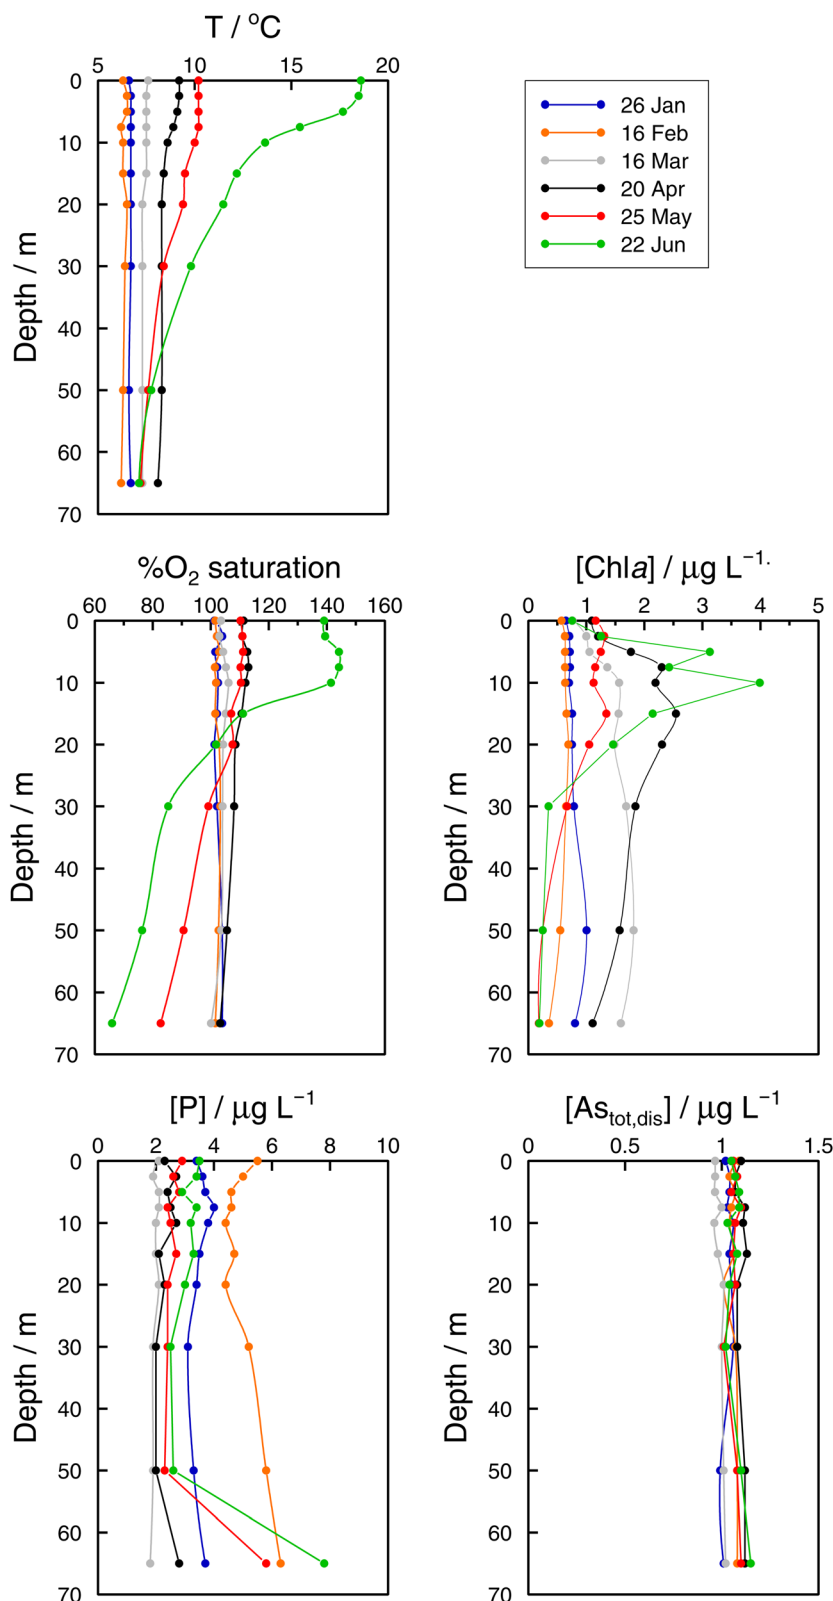 T / °C
5 10 15 20
0
10
20
30
40
50
60
70
Depth / m
26 Jan
16 Feb
16 Mar
20 Apr
25 May
22 Jun
%O₂ saturation
60 80 100 120 140 160
0
10
20
30
40
50
60
70
Depth / m
[Chla] / μg L⁻¹·
0 1 2 3 4 5
0
10
20
30
40
50
60
70
Depth / m
[P] / μg L⁻¹
0 2 4 6 8 10
0
10
20
30
40
50
60
70
Depth / m
[As_tot,dis] / μg L⁻¹
0 0.5 1 1.5
0
10
20
30
40
50
60
70
Depth / m